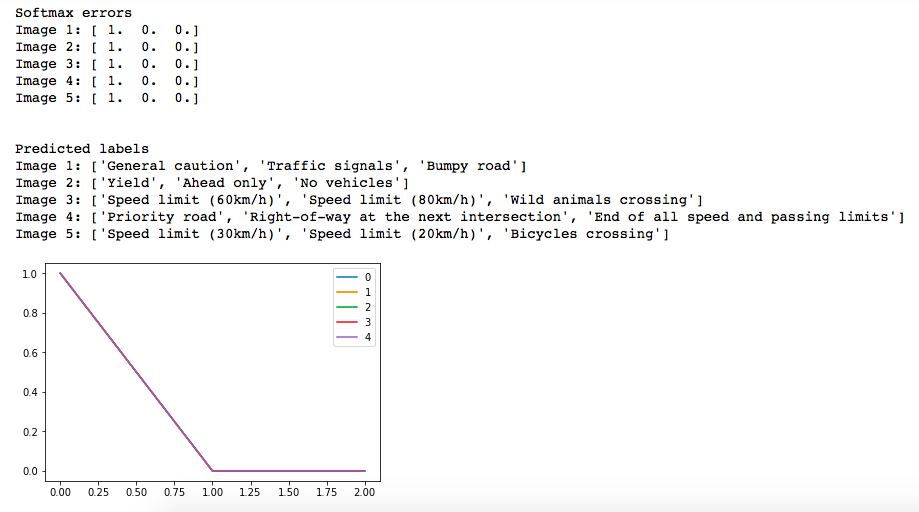 Softmax errors
Image 1: [ 1.  0.  0.]
Image 2: [ 1.  0.  0.]
Image 3: [ 1.  0.  0.]
Image 4: [ 1.  0.  0.]
Image 5: [ 1.  0.  0.]
Predicted labels
Image 1: ['General caution', 'Traffic signals', 'Bumpy road']
Image 2: ['Yield', 'Ahead only', 'No vehicles']
Image 3: ['Speed limit (60km/h)', 'Speed limit (80km/h)', 'Wild animals crossing']
Image 4: ['Priority road', 'Right-of-way at the next intersection', 'End of all speed and passing limits']
Image 5: ['Speed limit (30km/h)', 'Speed limit (20km/h)', 'Bicycles crossing']
1.0
0.8
0.6
0.4
0.2
0.0
0
1
2
3
4
0.00 0.25 0.50 0.75 1.00 1.25 1.50 1.75 2.00